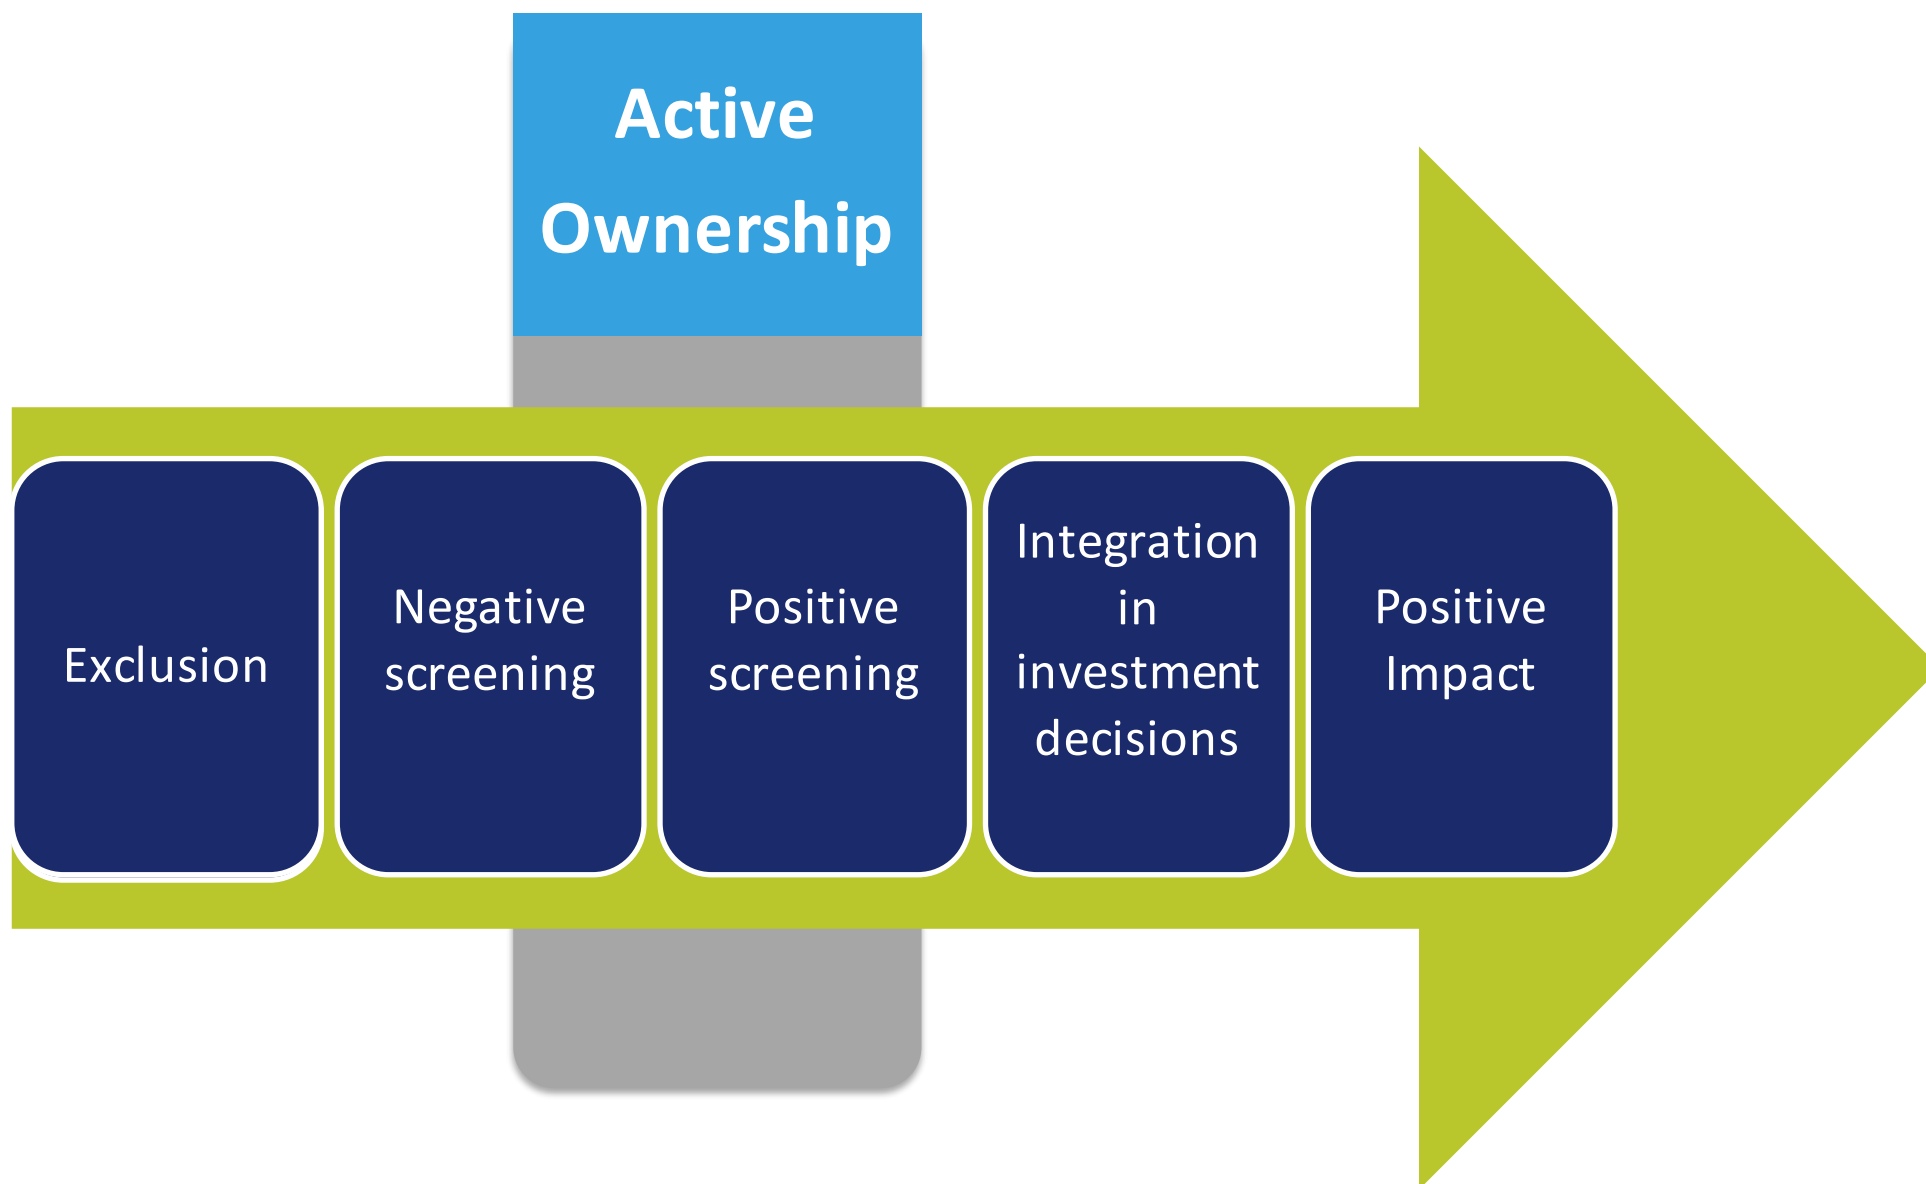 Active
Ownership
Exclusion
Negative
screening
Positive
screening
Integration
in
investment
decisions
Positive
Impact